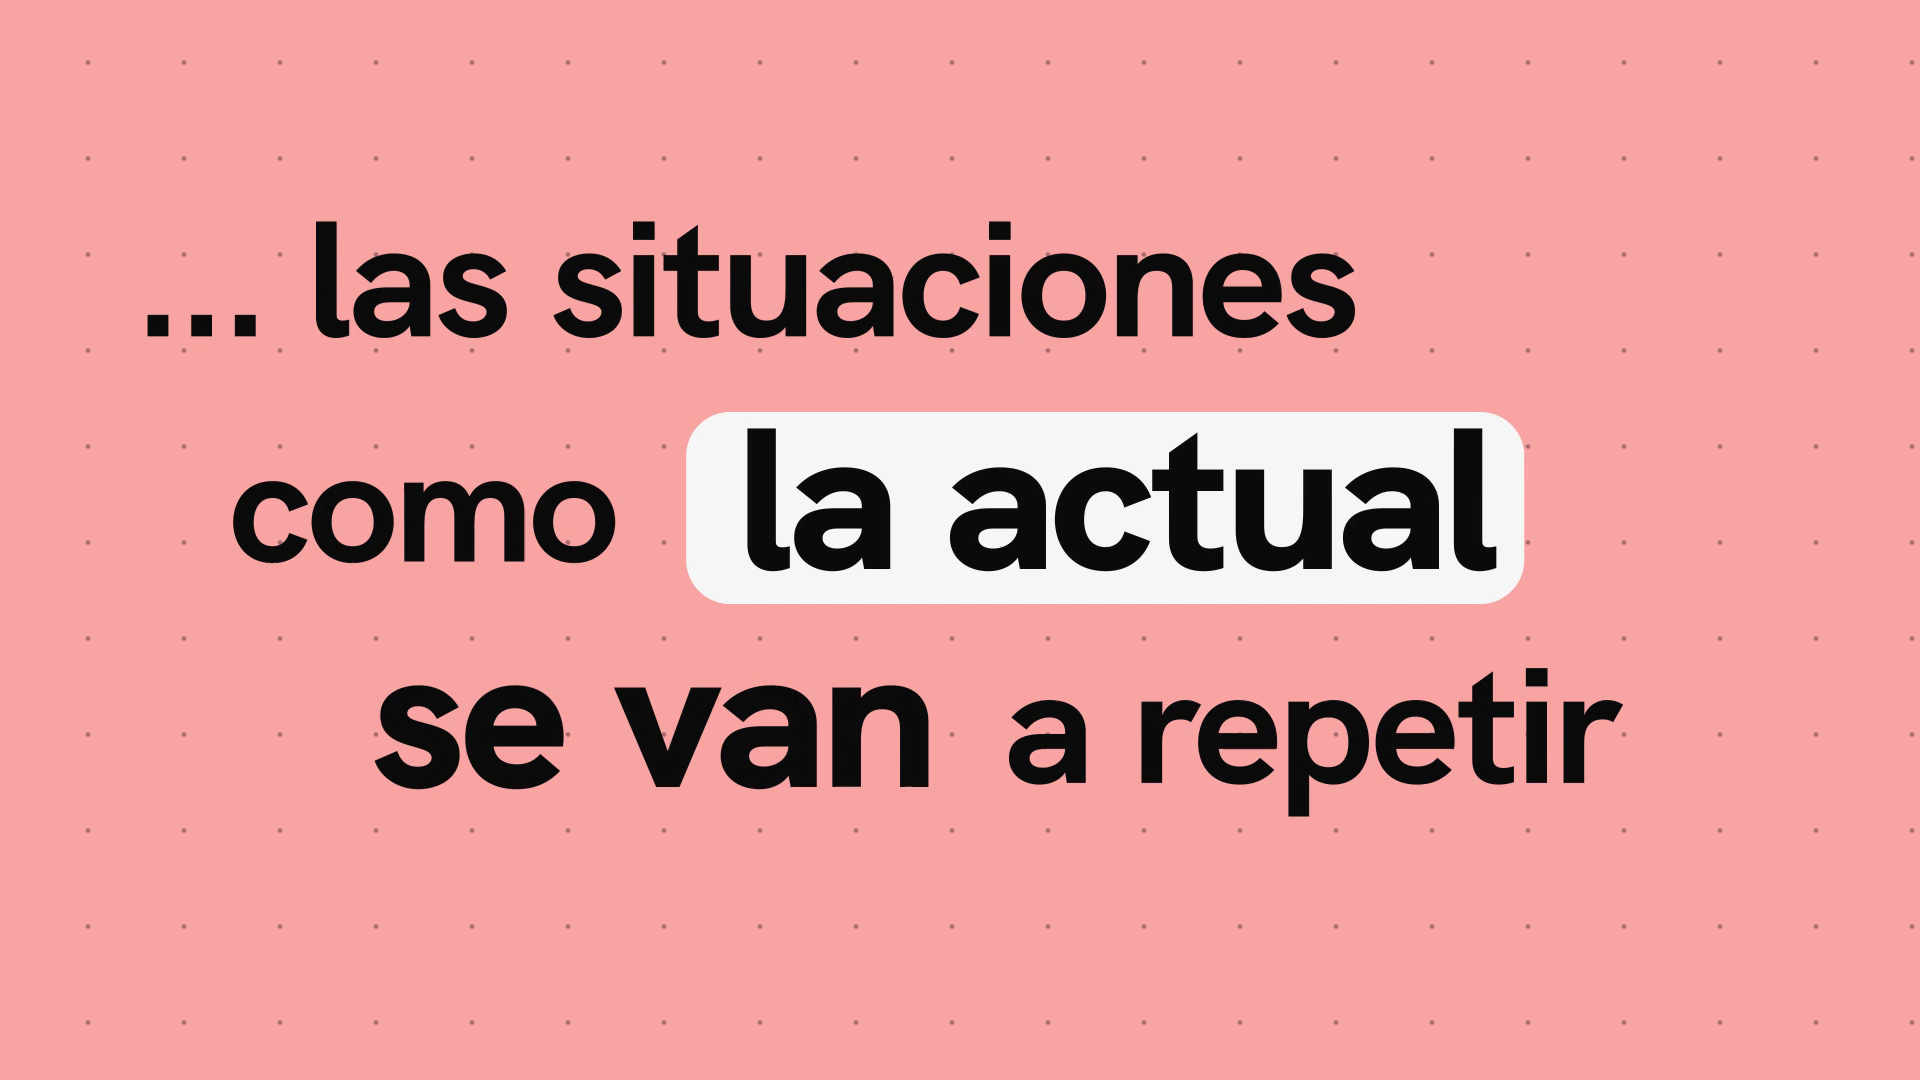 ... las situaciones
como la actual
se van a repetir